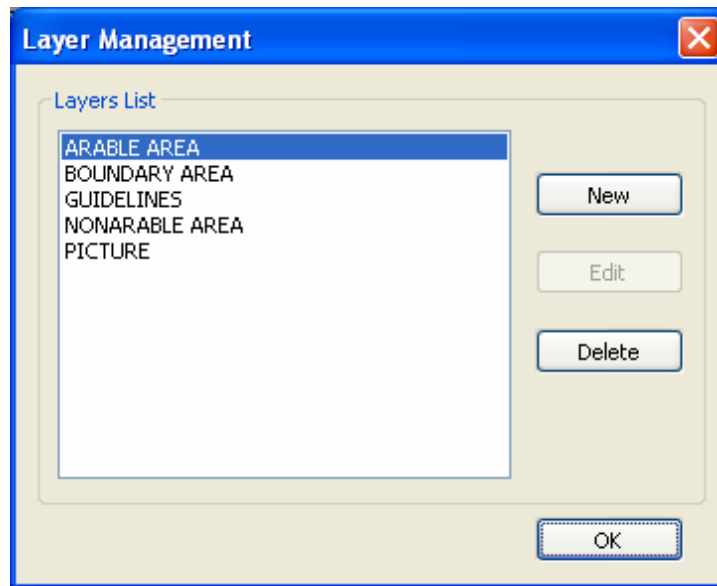 Layer Management
Layers List
ARABLE AREA
BOUNDARY AREA
GUIDELINES
NONARABLE AREA
PICTURE
New
Edit
Delete
OK